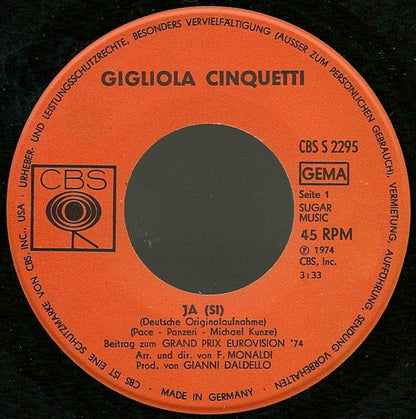 URHEBER- UND LEISTUNGSSCHUTZRECHTE, BESONDERS VERVIELFÄLTIGUNG (AUSSER ZUM PERSÖNLICHEN GEBRAUCH), VERMIETUNG, AUFFÜHRUNG, SENDUNG VORBEHALTEN
GIGLIOLA CINQUETTI
CBS S 2295
GEMA
Seite 1
SUGAR
MUSIC
45 RPM
℗ 1974
CBS, Inc.
3:33
CBS
JA (SI)
(Deutsche Originalaufnahme)
(Pace - Panzeri - Michael Kunze)
Beitrag zum GRAND PRIX EUROVISION '74
Arr. und dir. von F. MONALDI
Prod. von GIANNI DALDELLO
CBS IST EINE SCHUTZMARKE VON CBS, INC., USA •
MADE IN GERMANY •